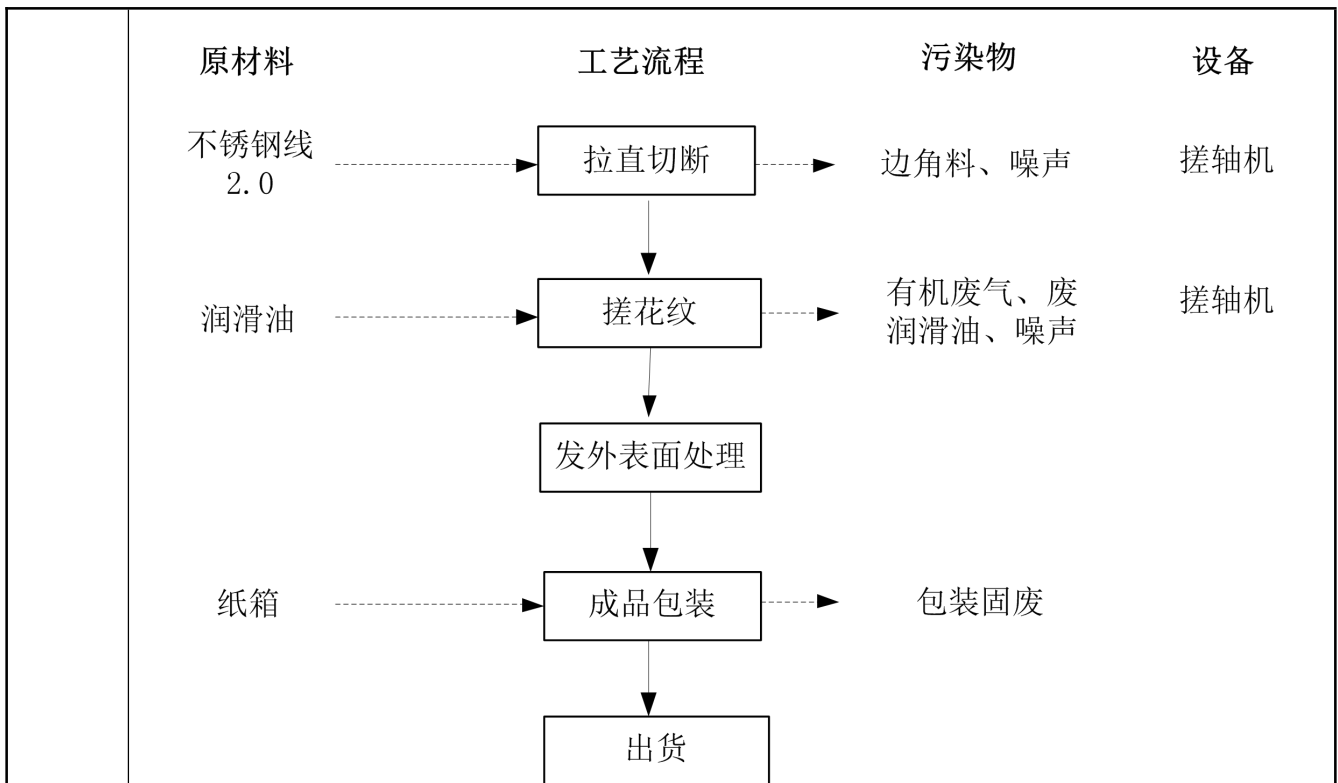 原材料
工艺流程
污染物
设备
不锈钢线
2.0
拉直切断
边角料、噪声
搓轴机
润滑油
搓花纹
有机废气、废
润滑油、噪声
搓轴机
发外表面处理
纸箱
成品包装
包装固废
出货